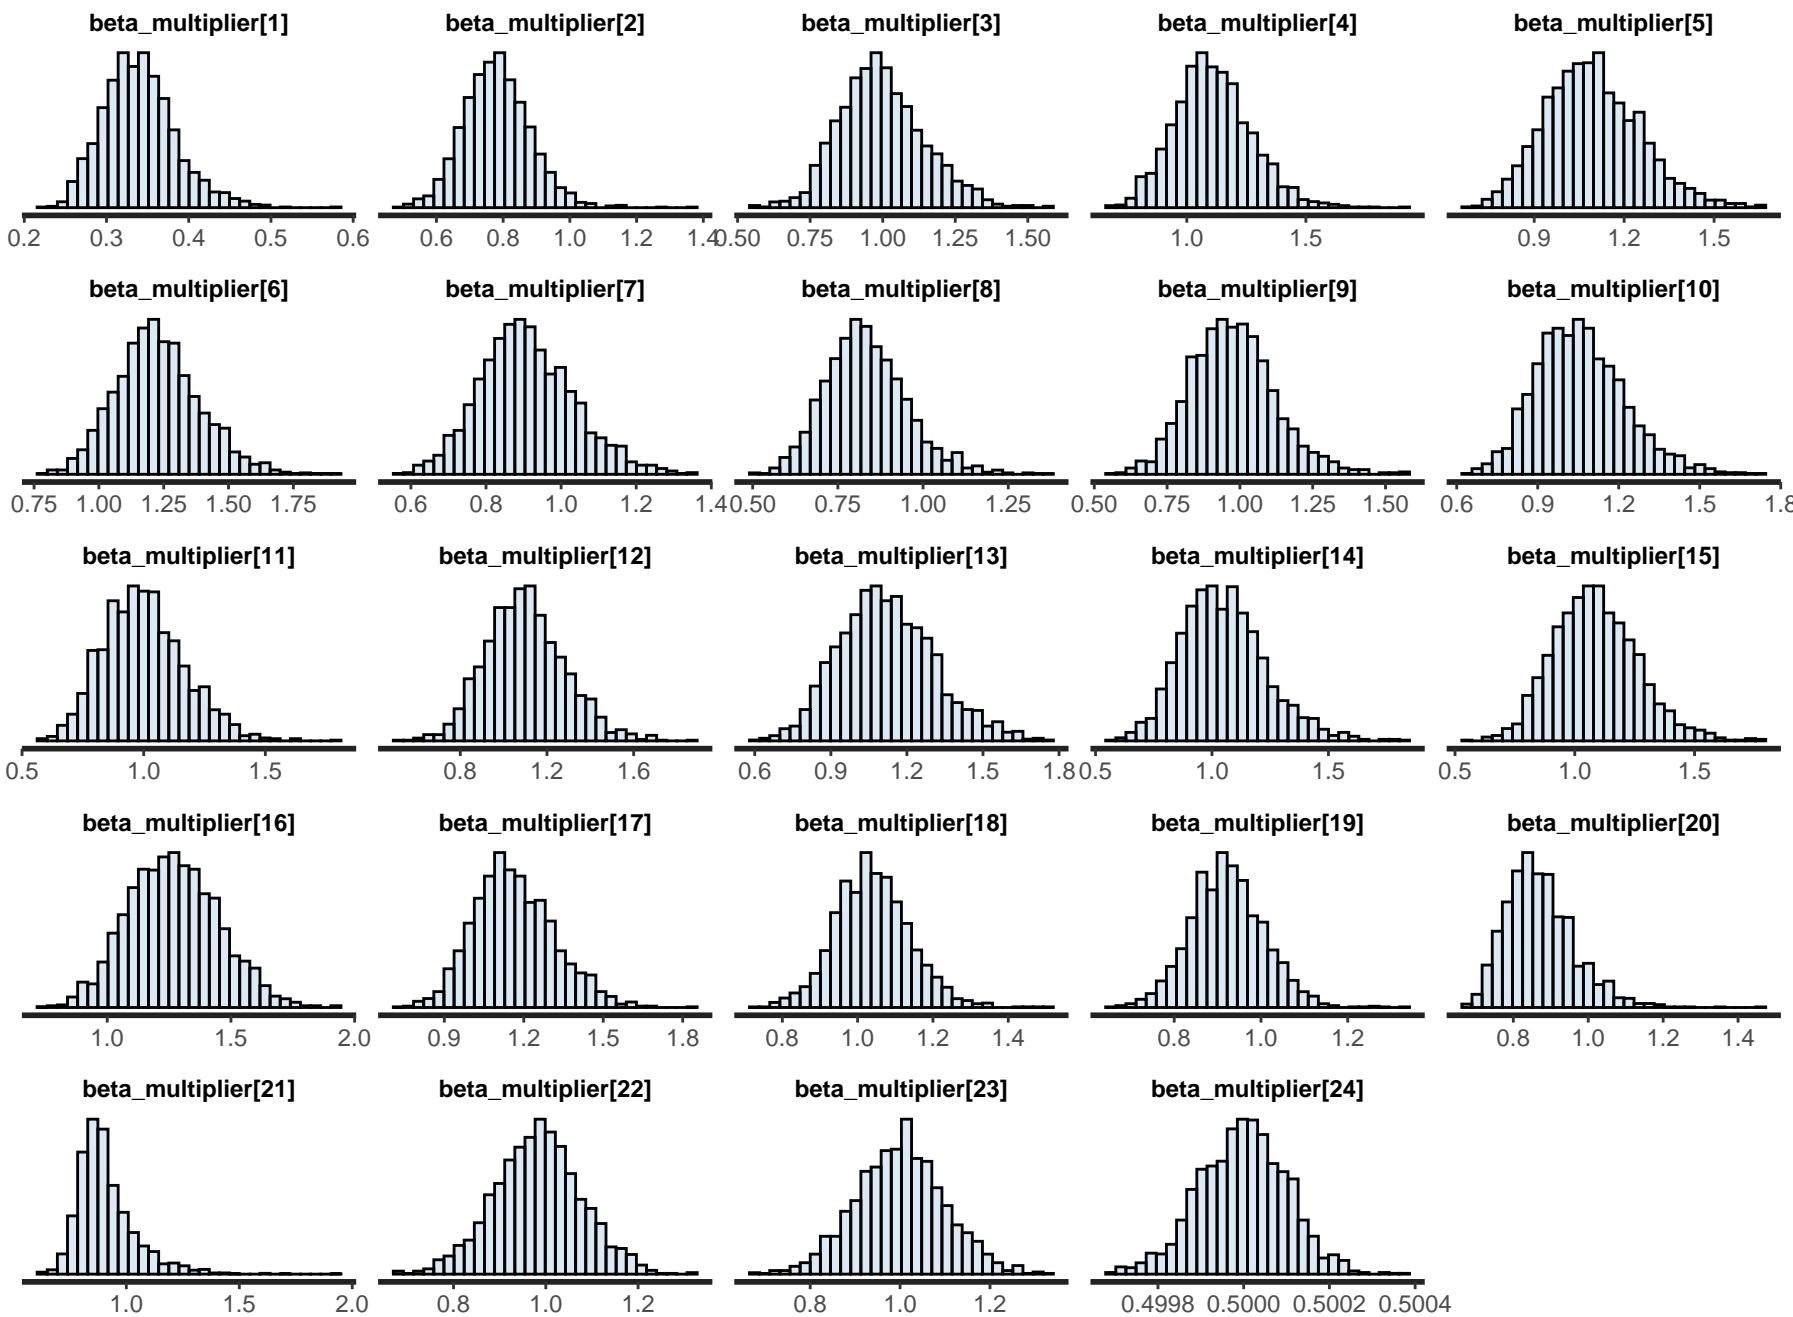 beta_multiplier[1] beta_multiplier[2] beta_multiplier[3] beta_multiplier[4] beta_multiplier[5]
0.2 0.3 0.4 0.5 0.6 0.6 0.8 1.0 1.2 1.4 0.50 0.75 1.00 1.25 1.50 1.0 1.5 0.9 1.2 1.5
beta_multiplier[6] beta_multiplier[7] beta_multiplier[8] beta_multiplier[9] beta_multiplier[10]
0.75 1.00 1.25 1.50 1.75 0.6 0.8 1.0 1.2 1.4 0.50 0.75 1.00 1.25 0.50 0.75 1.00 1.25 1.50 0.6 0.9 1.2 1.5 1.8
beta_multiplier[11] beta_multiplier[12] beta_multiplier[13] beta_multiplier[14] beta_multiplier[15]
0.5 1.0 1.5 0.8 1.2 1.6 0.6 0.9 1.2 1.5 1.8 0.5 1.0 1.5 0.5 1.0 1.5
beta_multiplier[16] beta_multiplier[17] beta_multiplier[18] beta_multiplier[19] beta_multiplier[20]
1.0 1.5 2.0 0.9 1.2 1.5 1.8 0.8 1.0 1.2 1.4 0.8 1.0 1.2 0.8 1.0 1.2 1.4
beta_multiplier[21] beta_multiplier[22] beta_multiplier[23] beta_multiplier[24]
1.0 1.5 2.0 0.8 1.0 1.2 0.8 1.0 1.2 0.4998 0.5000 0.5002 0.5004